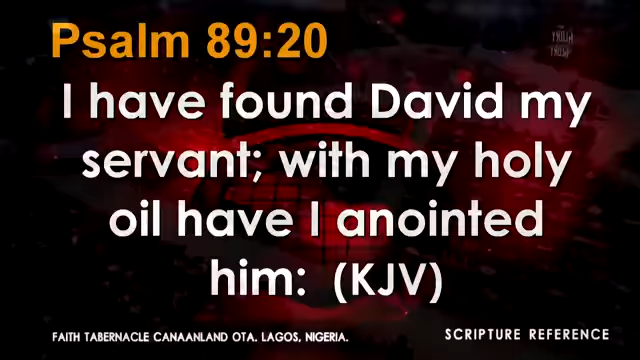 Psalm 89:20
I have found David my
servant; with my holy
oil have I anointed
him: (KJV)
FAITH TABERNACLE CANAANLAND OTA. LAGOS, NIGERIA.
SCRIPTURE REFERENCE